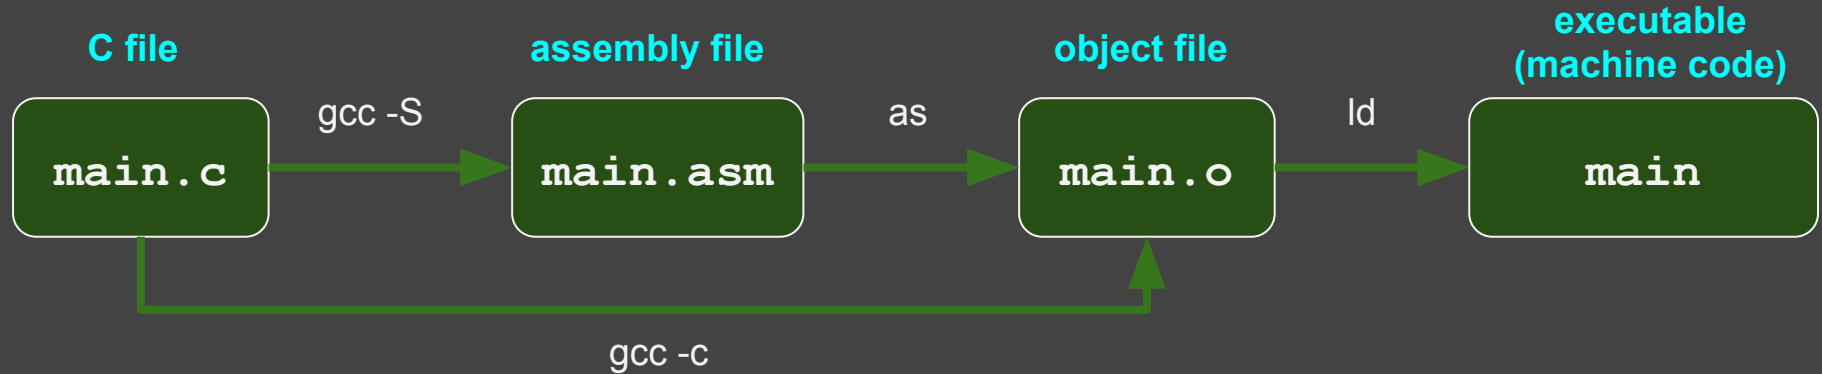 C file
assembly file
object file
executable
(machine code)
gcc -S
as
ld
main.c
main.asm
main.o
main
gcc -c